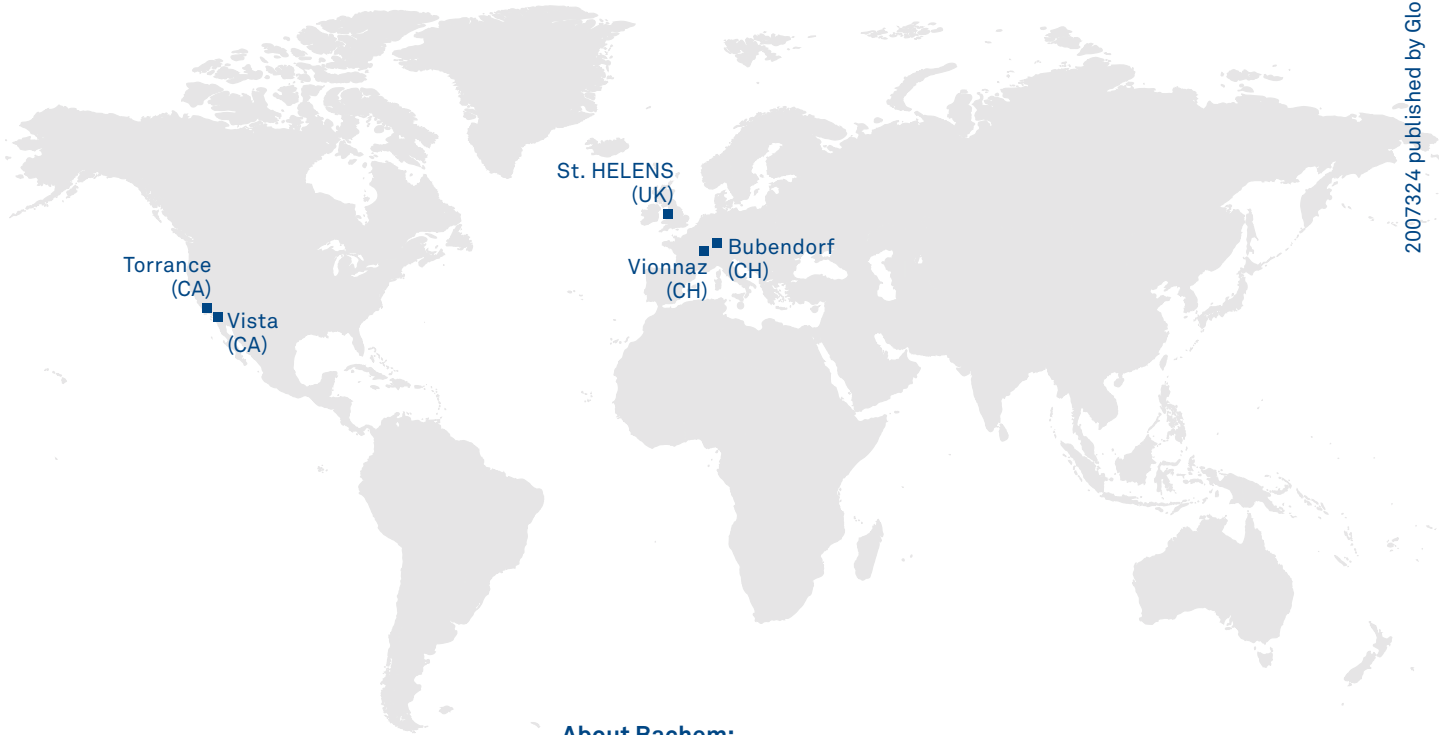 2007324 published by Glo
St. HELENS
(UK)
Bubendorf
(CH)
Vionnaz
(CH)
Torrance
(CA)
Vista
(CA)
About Bachem: